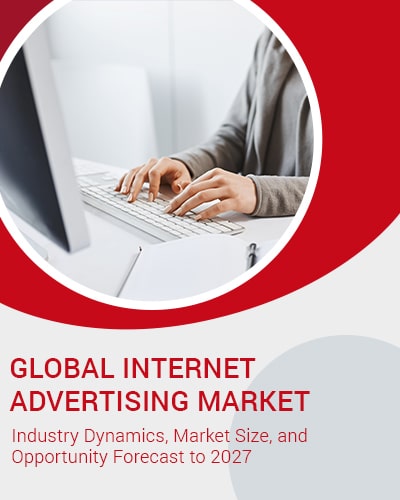 GLOBAL INTERNET
ADVERTISING MARKET
Industry Dynamics, Market Size, and
Opportunity Forecast to 2027